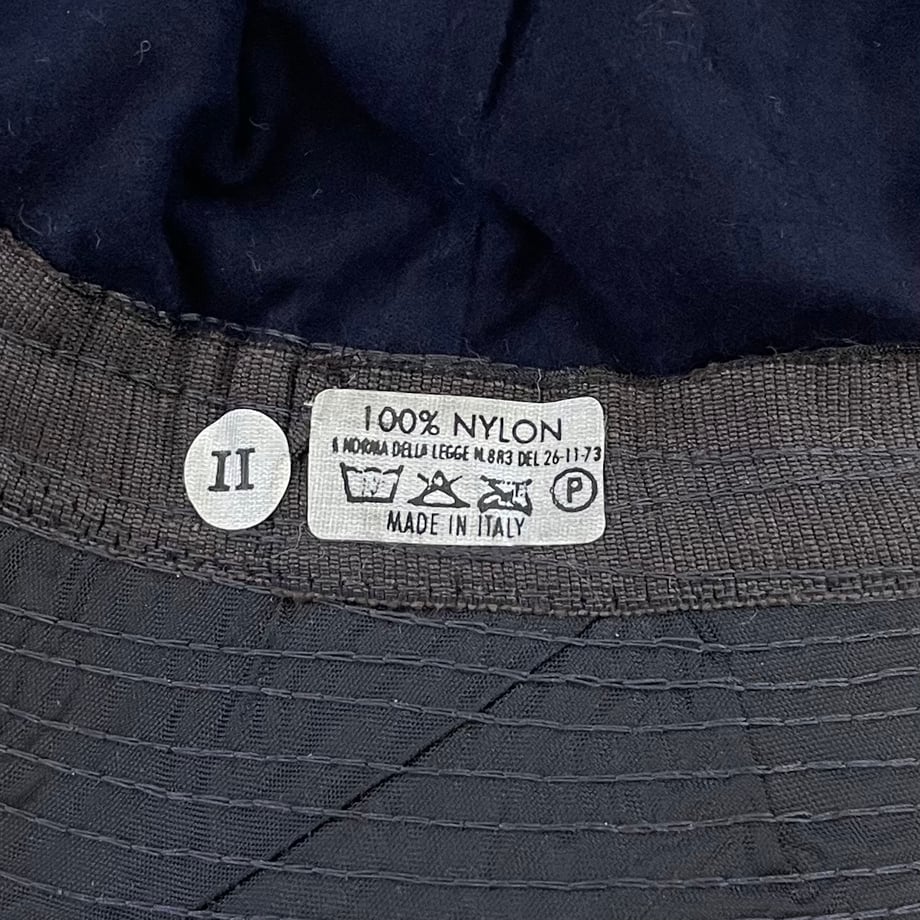 II
100% NYLON
A NORMA DELLA LEGGE N.883 DEL 26-11-73
P
MADE IN ITALY